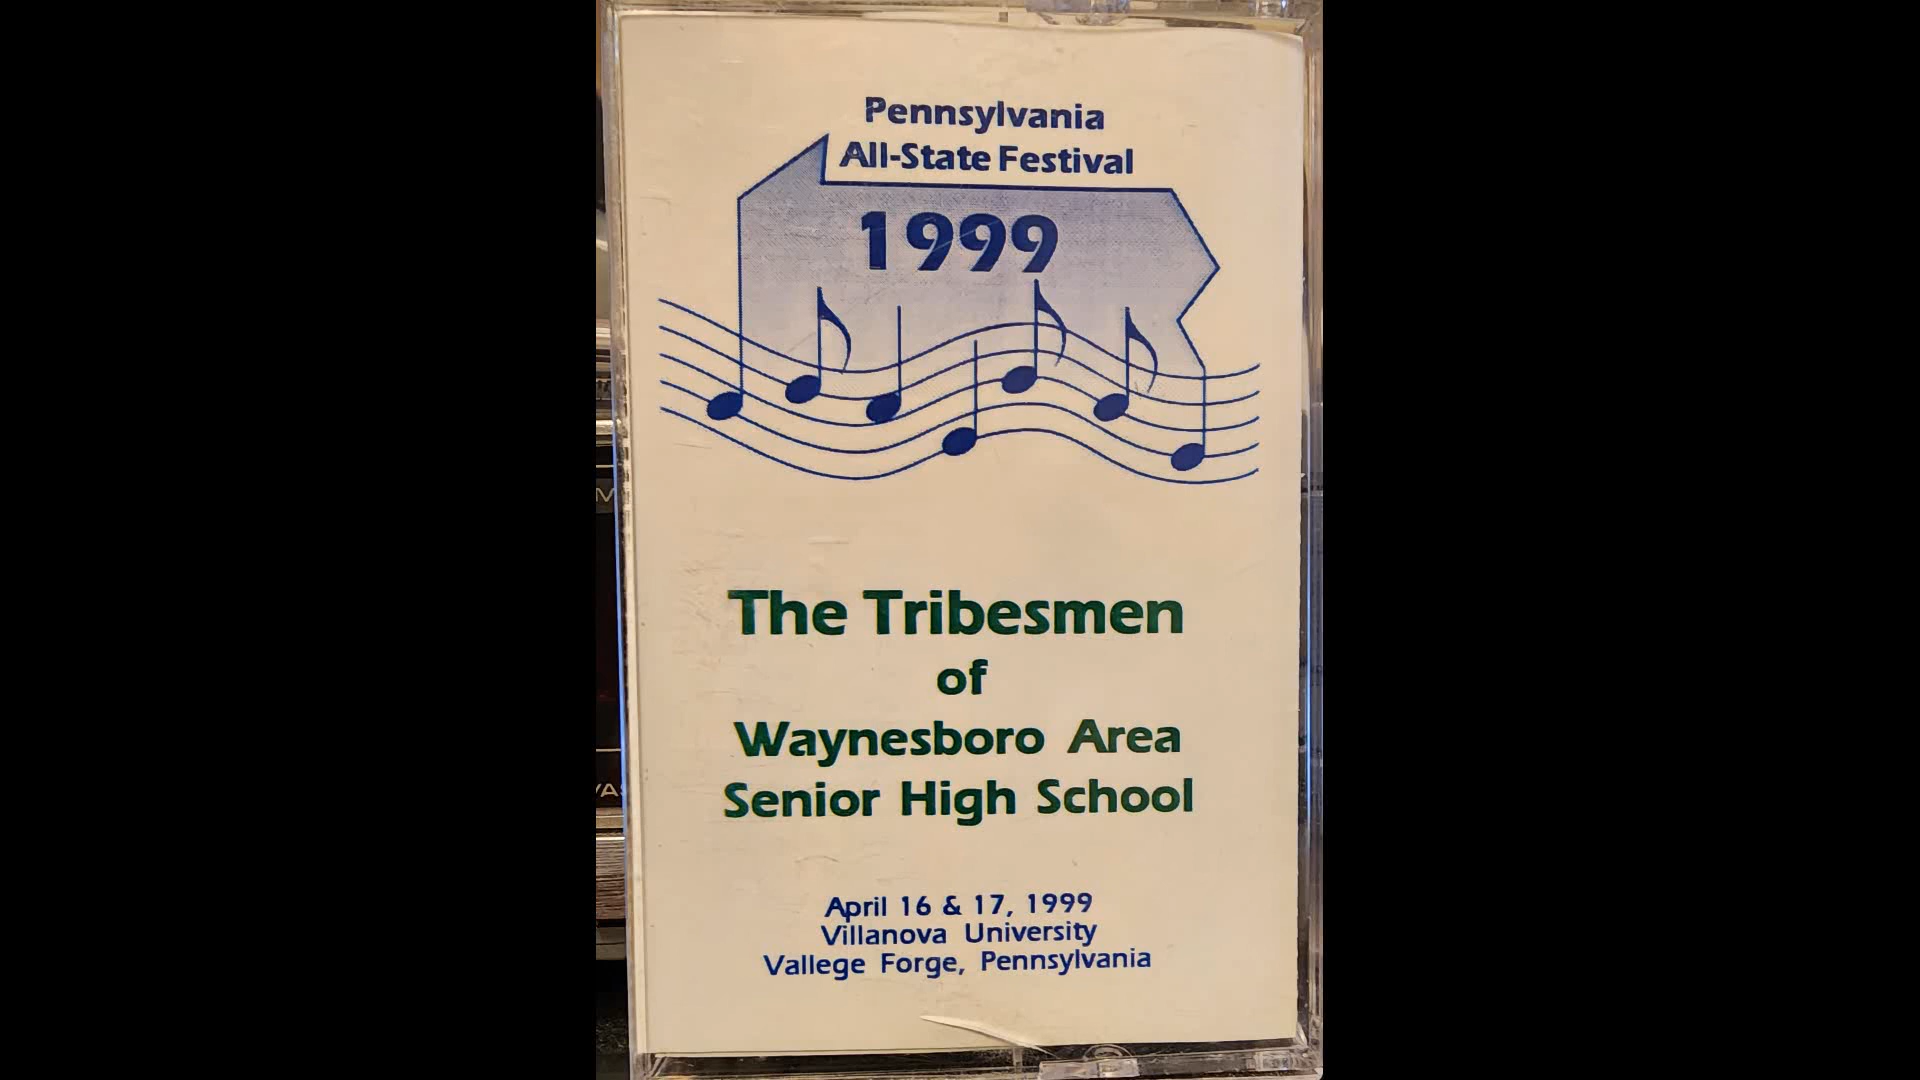 Pennsylvania
All-State Festival
1999
The Tribesmen
of
Waynesboro Area
Senior High School
April 16 & 17, 1999
Villanova University
Vallege Forge, Pennsylvania